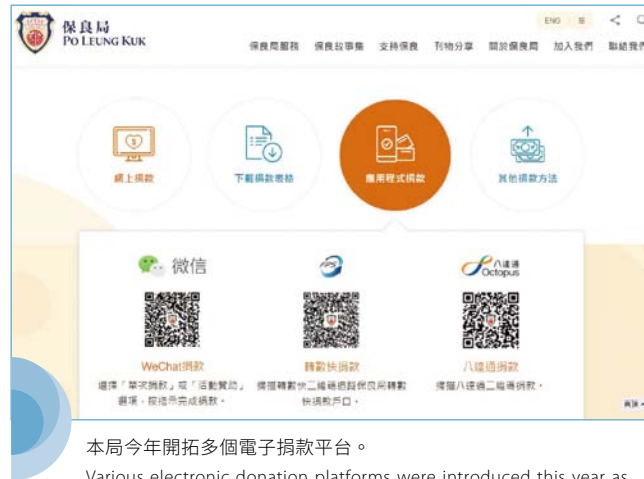 保良局
PO LEUNG KUK
ENG 簡
保良局服務 保良故事集 支持保良 刊物分享 關於保良局 加入我們 聯絡我們
網上捐款 下載捐款表格 應用程式捐款 其他捐款方法
微信 FPS 八達通 Octopus
WeChat捐款 轉數快捐款 八達通捐款
選擇「單次捐款」或「活動贊助」 掃描轉數快二維碼 保良局轉數 掃描八達通二維碼捐款。
選項,按指示完成捐款。 快捐款戶口。
頁頂
本局今年開拓多個電子捐款平台。
Various electronic donation platforms were introduced this year as